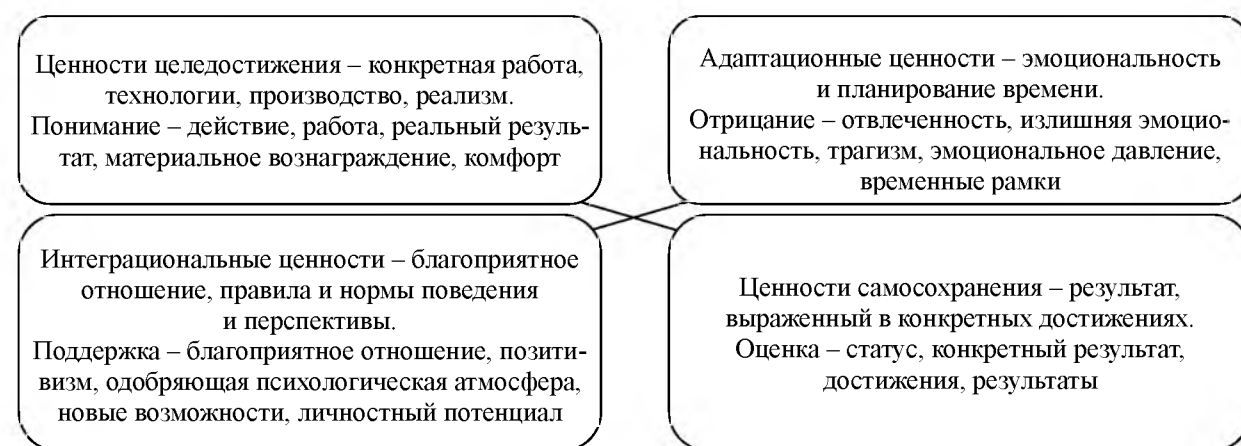 Ценности целедостижения – конкретная работа,
технологии, производство, реализм.
Понимание – действие, работа, реальный резуль-
тат, материальное вознаграждение, комфорт
Адаптационные ценности – эмоциональность
и планирование времени.
Отрицание – отвлеченность, излишняя эмоцио-
нальность, трагизм, эмоциональное давление,
временные рамки
Интеграциональные ценности – благоприятное
отношение, правила и нормы поведения
и перспективы.
Поддержка – благоприятное отношение, позити-
визм, одобряющая психологическая атмосфера,
новые возможности, личностный потенциал
Ценности самосохранения – результат,
выраженный в конкретных достижениях.
Оценка – статус, конкретный результат,
достижения, результаты